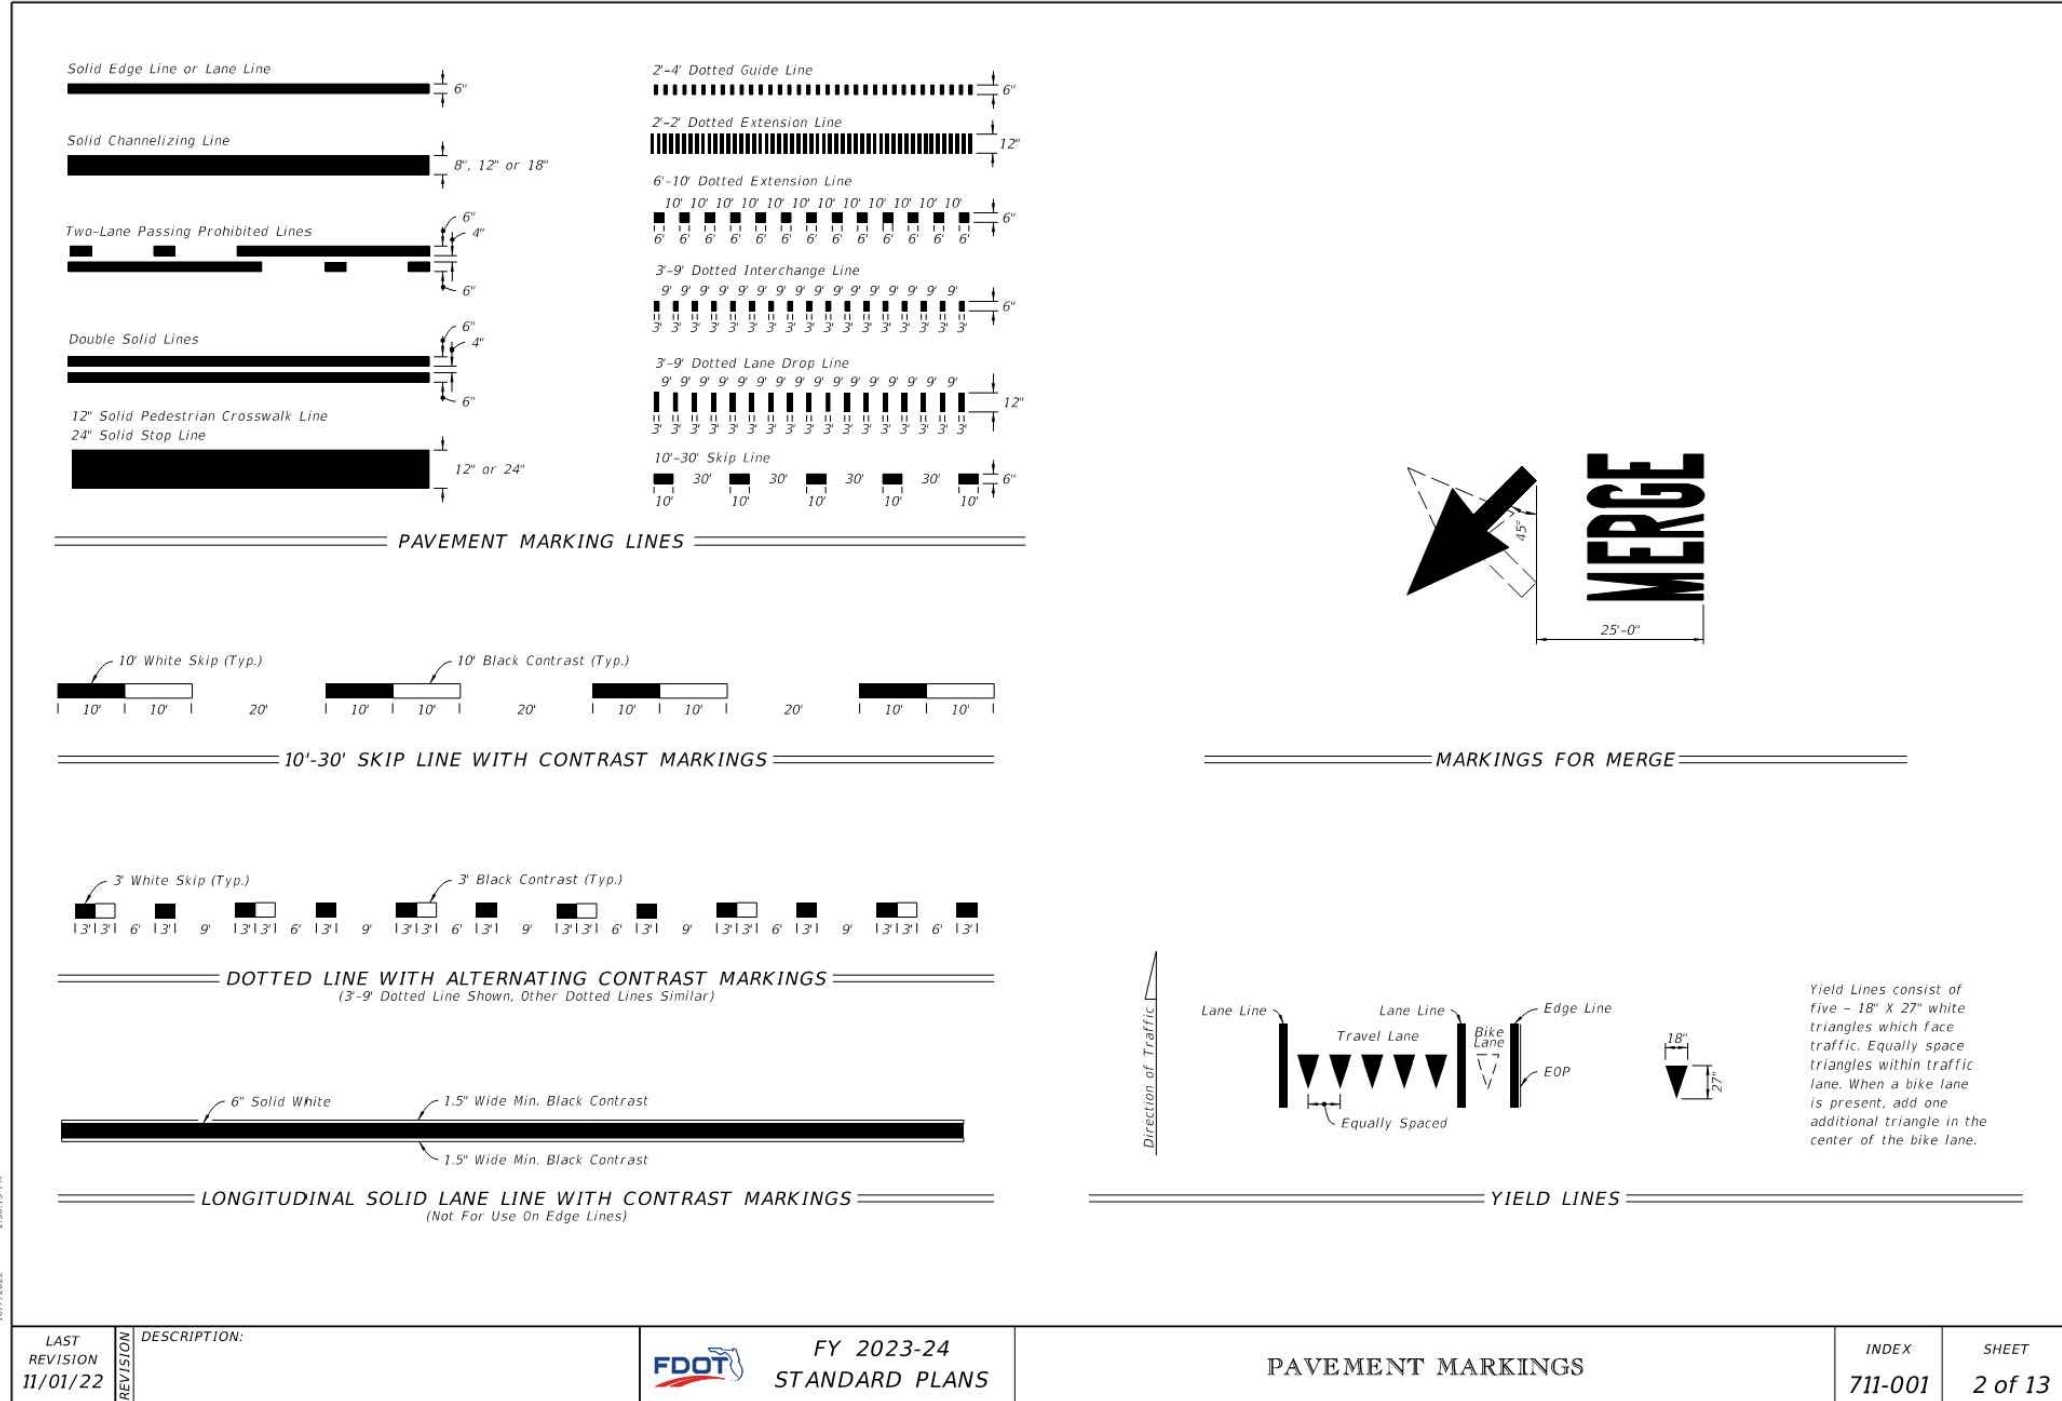 Solid Edge Line or Lane Line
6"
Solid Channelizing Line
8", 12" or 18"
Two-Lane Passing Prohibited Lines
6"
4"
6"
Double Solid Lines
6"
4"
6"
12" Solid Pedestrian Crosswalk Line
24" Solid Stop Line
12" or 24"
2'-4' Dotted Guide Line
6"
2'-2' Dotted Extension Line
12"
6'-10' Dotted Extension Line
10' 10' 10' 10' 10' 10' 10' 10' 10' 10' 10' 10'
6"
6' 6' 6' 6' 6' 6' 6' 6' 6' 6' 6' 6' 6'
3'-9' Dotted Interchange Line
9' 9' 9' 9' 9' 9' 9' 9' 9' 9' 9' 9' 9' 9' 9' 9'
6"
3' 3' 3' 3' 3' 3' 3' 3' 3' 3' 3' 3' 3' 3' 3' 3' 3'
3'-9' Dotted Lane Drop Line
9' 9' 9' 9' 9' 9' 9' 9' 9' 9' 9' 9' 9' 9' 9' 9'
12"
3' 3' 3' 3' 3' 3' 3' 3' 3' 3' 3' 3' 3' 3' 3' 3' 3'
10'-30' Skip Line
30' 30' 30' 30'
6"
10' 10' 10' 10' 10'
PAVEMENT MARKING LINES
10' White Skip (Typ.)
10' Black Contrast (Typ.)
10' 10' 20' 10' 10' 20' 10' 10' 20' 10' 10'
10'-30' SKIP LINE WITH CONTRAST MARKINGS
3' White Skip (Typ.)
3' Black Contrast (Typ.)
3' 3' 6' 3' 9' 3' 3' 6' 3' 9' 3' 3' 6' 3' 9' 3' 3' 6' 3' 9' 3' 3' 6' 3' 9' 3' 3' 6' 3'
DOTTED LINE WITH ALTERNATING CONTRAST MARKINGS
(3'-9' Dotted Line Shown, Other Dotted Lines Similar)
6" Solid White
1.5" Wide Min. Black Contrast
1.5" Wide Min. Black Contrast
LONGITUDINAL SOLID LANE LINE WITH CONTRAST MARKINGS
(Not For Use On Edge Lines)
45°
MERGE
25'-0"
MARKINGS FOR MERGE
Direction of Traffic
Lane Line
Lane Line
Edge Line
Travel Lane
Bike
Lane
EOP
Equally Spaced
18"
27"
Yield Lines consist of
five - 18" X 27" white
triangles which face
traffic. Equally space
triangles within traffic
lane. When a bike lane
is present, add one
additional triangle in the
center of the bike lane.
YIELD LINES
LAST
REVISION
11/01/22
REVISION
DESCRIPTION:
FDOT
FY 2023-24
STANDARD PLANS
PAVEMENT MARKINGS
INDEX
711-001
SHEET
2 of 13